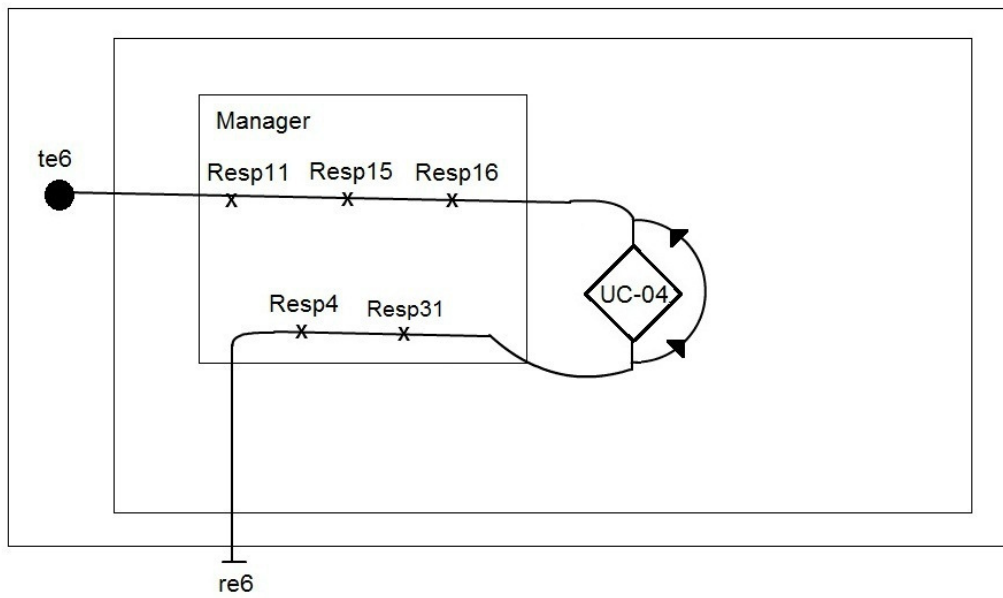 Manager
te6
Resp11 Resp15 Resp16
x x x
UC-04
Resp4 Resp31
x x
re6